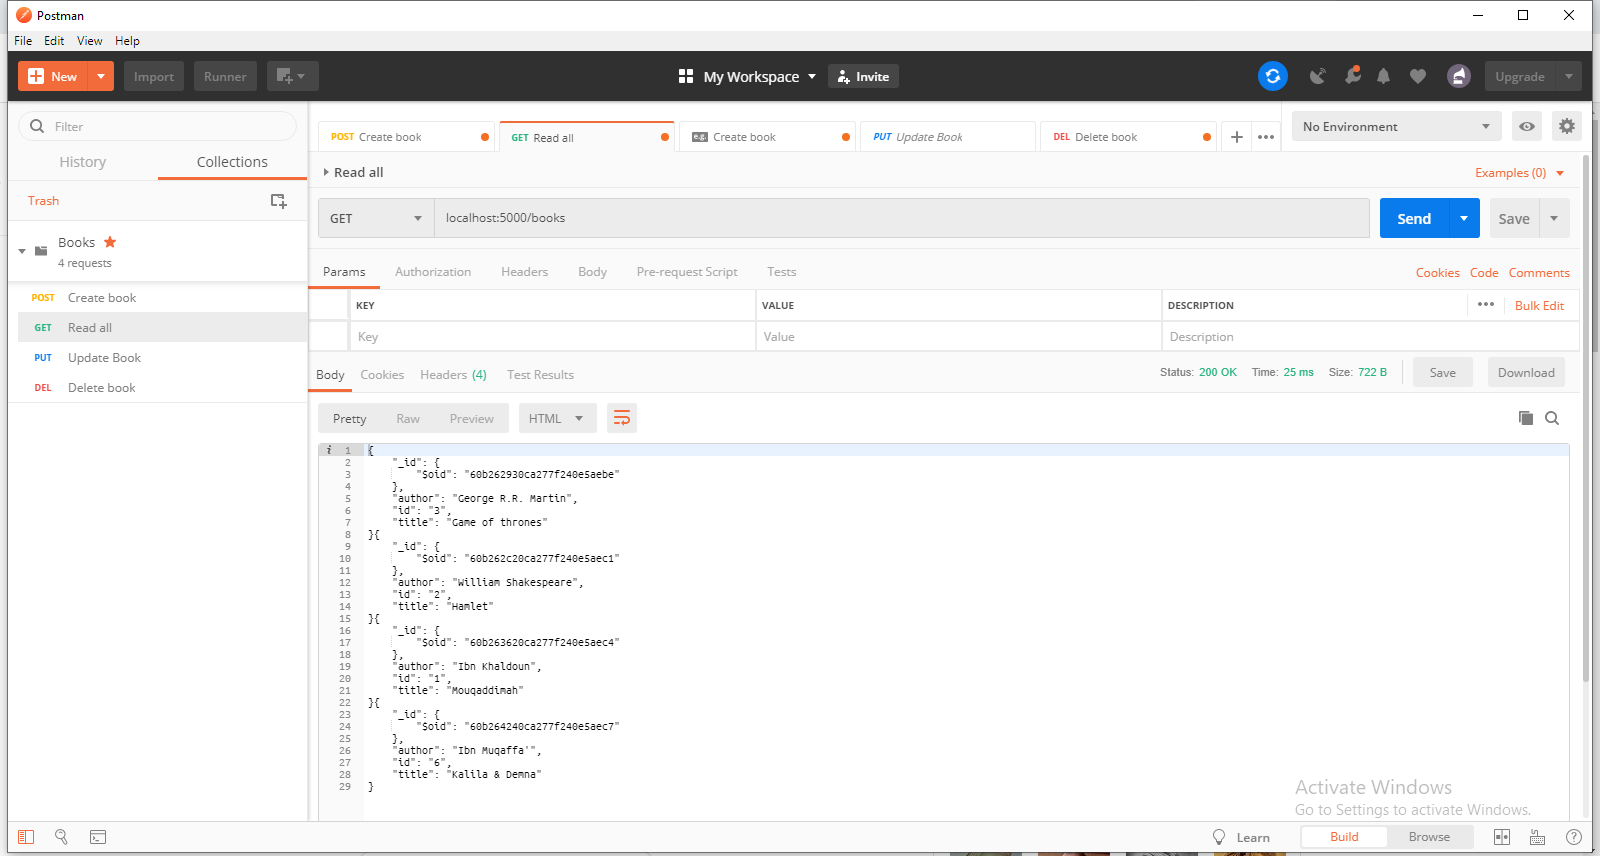 Postman
File Edit View Help
New Import Runner My Workspace Invite Upgrade
Filter
History Collections
Trash
Books
4 requests
POST Create book
GET Read all
PUT Update Book
DEL Delete book
POST Create book GET Read all e.g. Create book PUT Update Book DEL Delete book + ••• No Environment
Read all Examples (0)
GET localhost:5000/books Send Save
Params Authorization Headers Body Pre-request Script Tests Cookies Code Comments
KEY VALUE DESCRIPTION ••• Bulk Edit
Key Value Description
Body Cookies Headers (4) Test Results Status: 200 OK Time: 25 ms Size: 722 B Save Download
Pretty Raw Preview HTML
i 1 {
2 "_id": {
3 "$oid": "60b262930ca277f240e5aebe"
4 },
5 "author": "George R.R. Martin",
6 "id": "3",
7 "title": "Game of thrones"
8 }{
9 "_id": {
10 "$oid": "60b262c20ca277f240e5aec1"
11 },
12 "author": "William Shakespeare",
13 "id": "2",
14 "title": "Hamlet"
15 }{
16 "_id": {
17 "$oid": "60b263620ca277f240e5aec4"
18 },
19 "author": "Ibn Khaldoun",
20 "id": "1",
21 "title": "Mouqaddimah"
22 }{
23 "_id": {
24 "$oid": "60b264240ca277f240e5aec7"
25 },
26 "author": "Ibn Muqaffa'",
27 "id": "6",
28 "title": "Kalila & Demna"
29 }
Activate Windows
Go to Settings to activate Windows.
Learn Build Browse